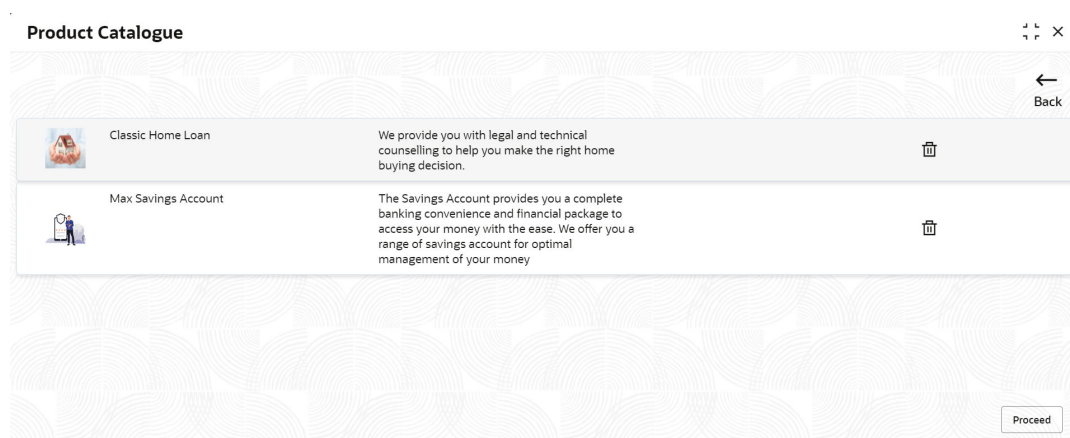 Product Catalogue
Back
Classic Home Loan
We provide you with legal and technical
counselling to help you make the right home
buying decision.
Max Savings Account
The Savings Account provides you a complete
banking convenience and financial package to
access your money with the ease. We offer you a
range of savings account for optimal
management of your money
Proceed